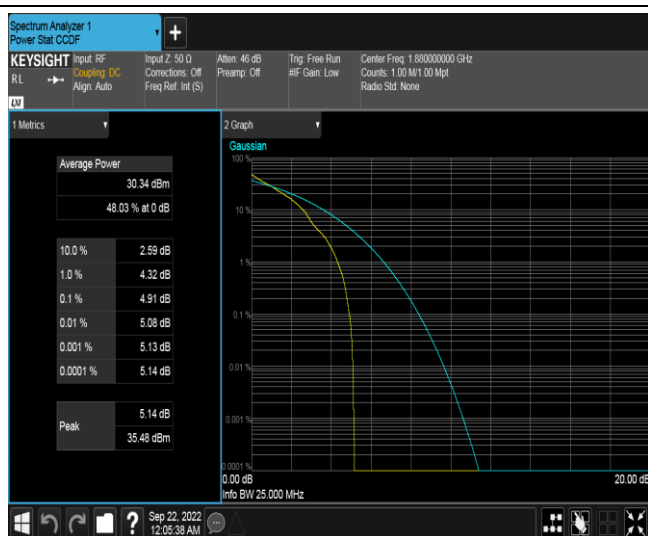 Spectrum Analyzer 1
Power Stat CCDF
+
KEYSIGHT
RL
LXI
Input: RF
Coupling: DC
Align: Auto
Input Z: 50 Ω
Corrections: Off
Freq Ref: Int (S)
Atten: 46 dB
Preamp: Off
Trig: Free Run
#IF Gain: Low
Center Freq: 1.880000000 GHz
Counts: 1.00 M/1.00 Mpt
Radio Std: None
1 Metrics
Average Power
30.34 dBm
48.03 % at 0 dB
10.0 % 2.59 dB
1.0 % 4.32 dB
0.1 % 4.91 dB
0.01 % 5.08 dB
0.001 % 5.13 dB
0.0001 % 5.14 dB
Peak
5.14 dB
35.48 dBm
2 Graph
Gaussian
100 %
10 %
1 %
0.1 %
0.01 %
0.001 %
0.0001 %
0.00 dB 20.00 dB
Info BW 25.000 MHz
?
Sep 22, 2022
12:05:38 AM